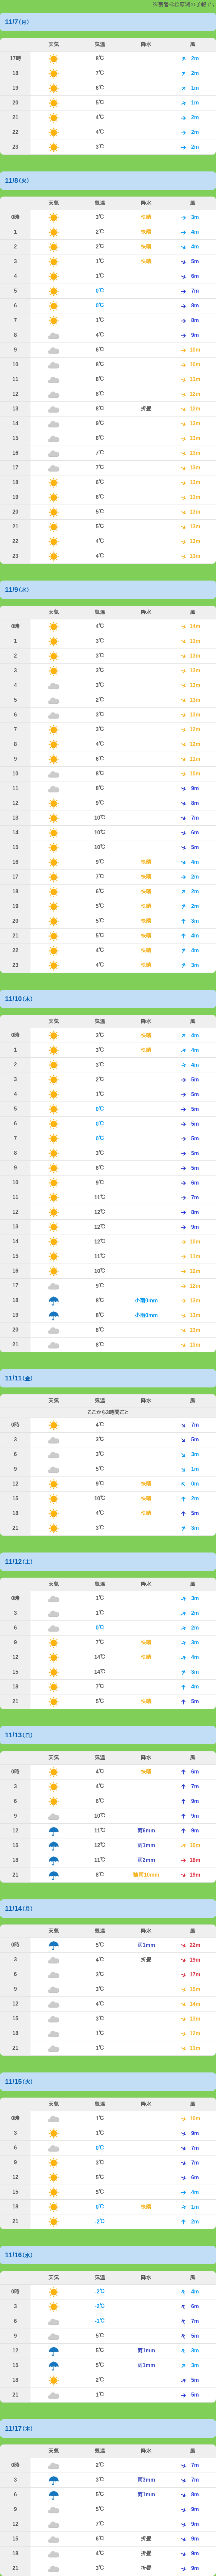 ※ の予報です
11/7(月)
天気 気温 降水 風
17時 8℃ 2m
18 7℃ 2m
19 6℃ 1m
20 5℃ 1m
21 4℃ 2m
22 4℃ 2m
23 3℃ 2m
11/8(火)
天気 気温 降水 風
0時 3℃ 快晴 3m
1 2℃ 快晴 4m
2 2℃ 快晴 4m
3 1℃ 快晴 5m
4 1℃ 6m
5 0℃ 7m
6 0℃ 8m
7 1℃ 8m
8 4℃ 9m
9 6℃ 10m
10 8℃ 10m
11 8℃ 11m
12 8℃ 12m
13 8℃ 12m
14 9℃ 13m
15 8℃ 13m
16 7℃ 13m
17 7℃ 13m
18 6℃ 13m
19 6℃ 13m
20 5℃ 13m
21 5℃ 13m
22 4℃ 13m
23 4℃ 13m
11/9(水)
天気 気温 降水 風
0時 4℃ 14m
1 3℃ 13m
2 3℃ 13m
3 3℃ 13m
4 3℃ 13m
5 2℃ 13m
6 3℃ 13m
7 3℃ 12m
8 4℃ 12m
9 6℃ 11m
10 8℃ 10m
11 8℃ 9m
12 9℃ 8m
13 10℃ 7m
14 10℃ 6m
15 10℃ 5m
16 9℃ 快晴 4m
17 7℃ 快晴 2m
18 6℃ 快晴 2m
19 5℃ 快晴 2m
20 5℃ 快晴 3m
21 5℃ 快晴 4m
22 4℃ 快晴 4m
23 4℃ 快晴 3m
11/10(木)
天気 気温 降水 風
0時 3℃ 快晴 4m
1 3℃ 快晴 4m
2 3℃ 4m
3 2℃ 5m
4 1℃ 5m
5 0℃ 5m
6 0℃ 5m
7 0℃ 5m
8 3℃ 5m
9 6℃ 5m
10 9℃ 6m
11 11℃ 7m
12 12℃ 8m
13 12℃ 9m
14 12℃ 10m
15 11℃ 11m
16 10℃ 12m
17 9℃ 12m
18 8℃ 小雨0mm 13m
19 8℃ 小雨0mm 13m
20 8℃ 13m
21 8℃ 13m
11/11(金)
天気 気温 降水 風
ここから3時間ごと
0時 4℃ 7m
3 3℃ 5m
6 3℃ 3m
9 5℃ 1m
12 9℃ 快晴 0m
15 10℃ 快晴 2m
18 4℃ 快晴 5m
21 3℃ 3m
11/12(土)
天気 気温 降水 風
0時 1℃ 3m
3 1℃ 2m
6 0℃ 2m
9 7℃ 快晴 3m
12 14℃ 快晴 4m
15 14℃ 3m
18 7℃ 4m
21 5℃ 快晴 5m
11/13(日)
天気 気温 降水 風
0時 4℃ 快晴 6m
3 4℃ 7m
6 6℃ 9m
9 10℃ 9m
12 11℃ 雨6mm 9m
15 12℃ 雨1mm 10m
18 11℃ 雨2mm 18m
21 8℃ 強雨10mm 19m
11/14(月)
天気 気温 降水 風
0時 5℃ 雨1mm 22m
3 4℃ 19m
6 3℃ 17m
9 3℃ 15m
12 4℃ 14m
15 3℃ 13m
18 1℃ 12m
21 1℃ 11m
11/15(火)
天気 気温 降水 風
0時 1℃ 10m
3 1℃ 9m
6 0℃ 7m
9 3℃ 7m
12 5℃ 6m
15 5℃ 4m
18 0℃ 快晴 1m
21 -2℃ 2m
11/16(水)
天気 気温 降水 風
0時 -2℃ 4m
3 -2℃ 6m
6 -1℃ 7m
9 5℃ 5m
12 5℃ 雨1mm 3m
15 5℃ 雨1mm 3m
18 2℃ 5m
21 1℃ 5m
11/17(木)
天気 気温 降水 風
0時 2℃ 7m
3 3℃ 雨3mm 7m
6 5℃ 雨1mm 8m
9 5℃ 9m
12 7℃ 9m
15 6℃ 9m
18 4℃ 9m
21 3℃ 9m